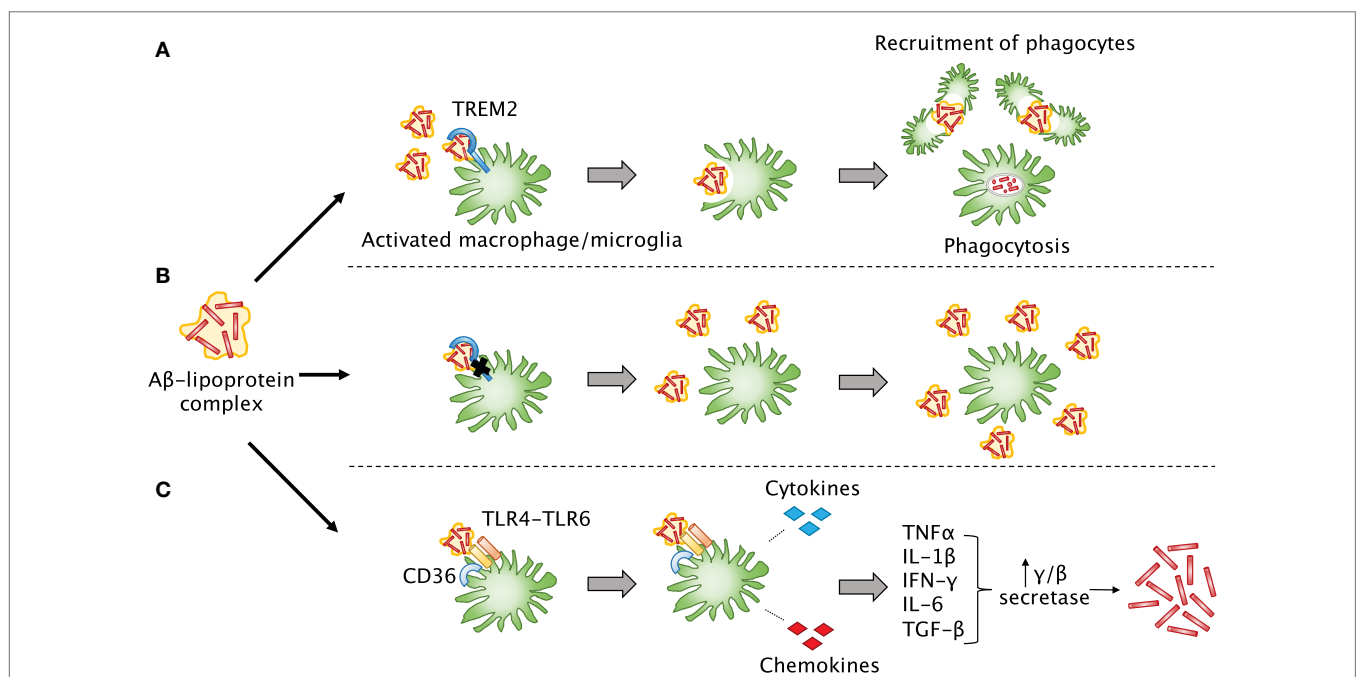 A
Recruitment of phagocytes
TREM2
Activated macrophage/microglia
Phagocytosis
B
Aβ–lipoprotein
complex
C
Cytokines
TLR4–TLR6
CD36
TNFα
IL–1β
IFN–γ
IL–6
TGF–β
↑γ/β
secretase
Chemokines